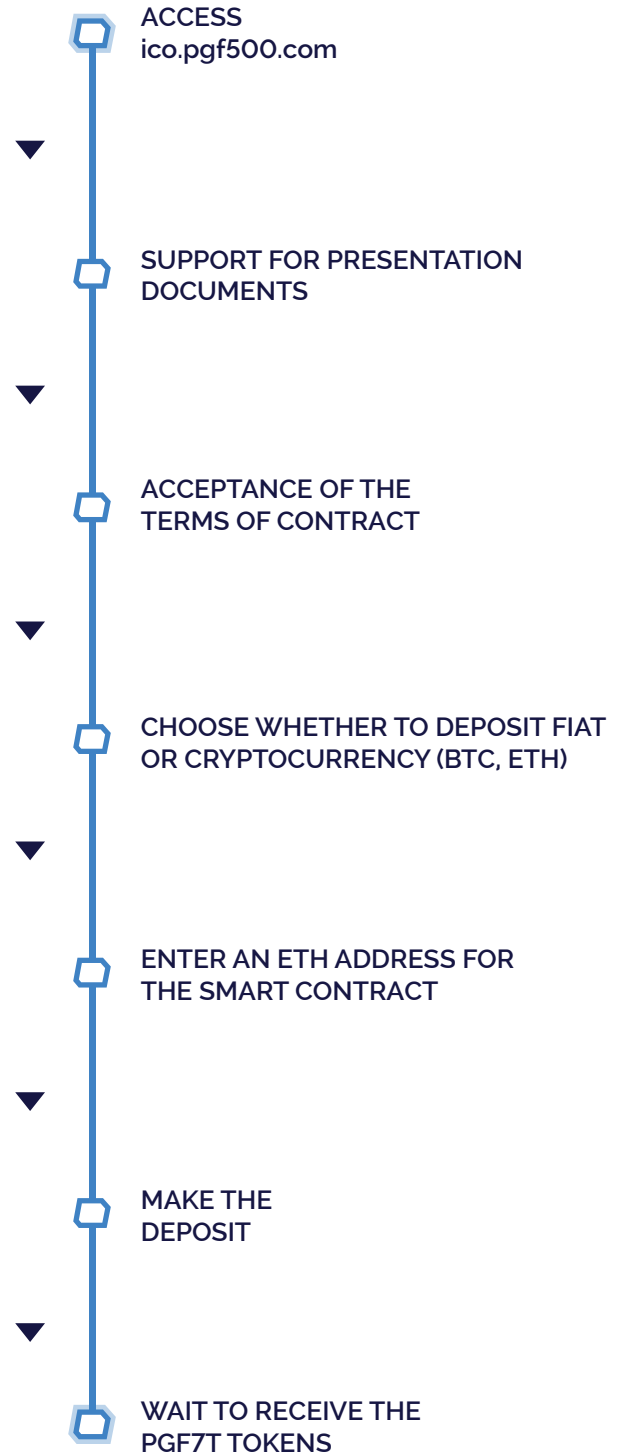 ACCESS
ico.pgf500.com
SUPPORT FOR PRESENTATION
DOCUMENTS
ACCEPTANCE OF THE
TERMS OF CONTRACT
CHOOSE WHETHER TO DEPOSIT FIAT
OR CRYPTOCURRENCY (BTC, ETH)
ENTER AN ETH ADDRESS FOR
THE SMART CONTRACT
MAKE THE
DEPOSIT
WAIT TO RECEIVE THE
PGF7T TOKENS